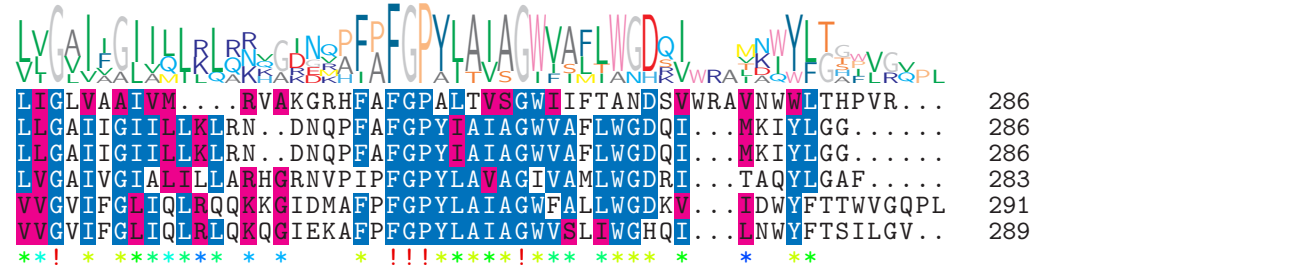 LIGLVAAIVM....RVAKGRHFAFGPALTVSGWIIFTANDSVWRAVNWWLTHPVR... 286
LLGAIIGIILLKLRN..DNQPFAFGPYIAIAGWVAFLWGDQI...MKIYLGG...... 286
LLGAIIGIILLKLRN..DNQPFAFGPYIAIAGWVAFLWGDQI...MKIYLGG...... 286
LVGAIVGIALILLARHGRNVPIPFGPYLAVAGIVAMLWGDRI...TAQYLGAF..... 283
VVGVIFGLIQLRQQKKGIDMAFPFGPYLAIAGWFALLWGDKV...IDWYFTTWVGQPL 291
VVGVIFGLIQLRLQKQGIEKAFPFGPYLAIAGWVSLIWGHQI...LNWYFTSILGV.. 289
**! * ******* * * * !!!*****!*** **** * * **